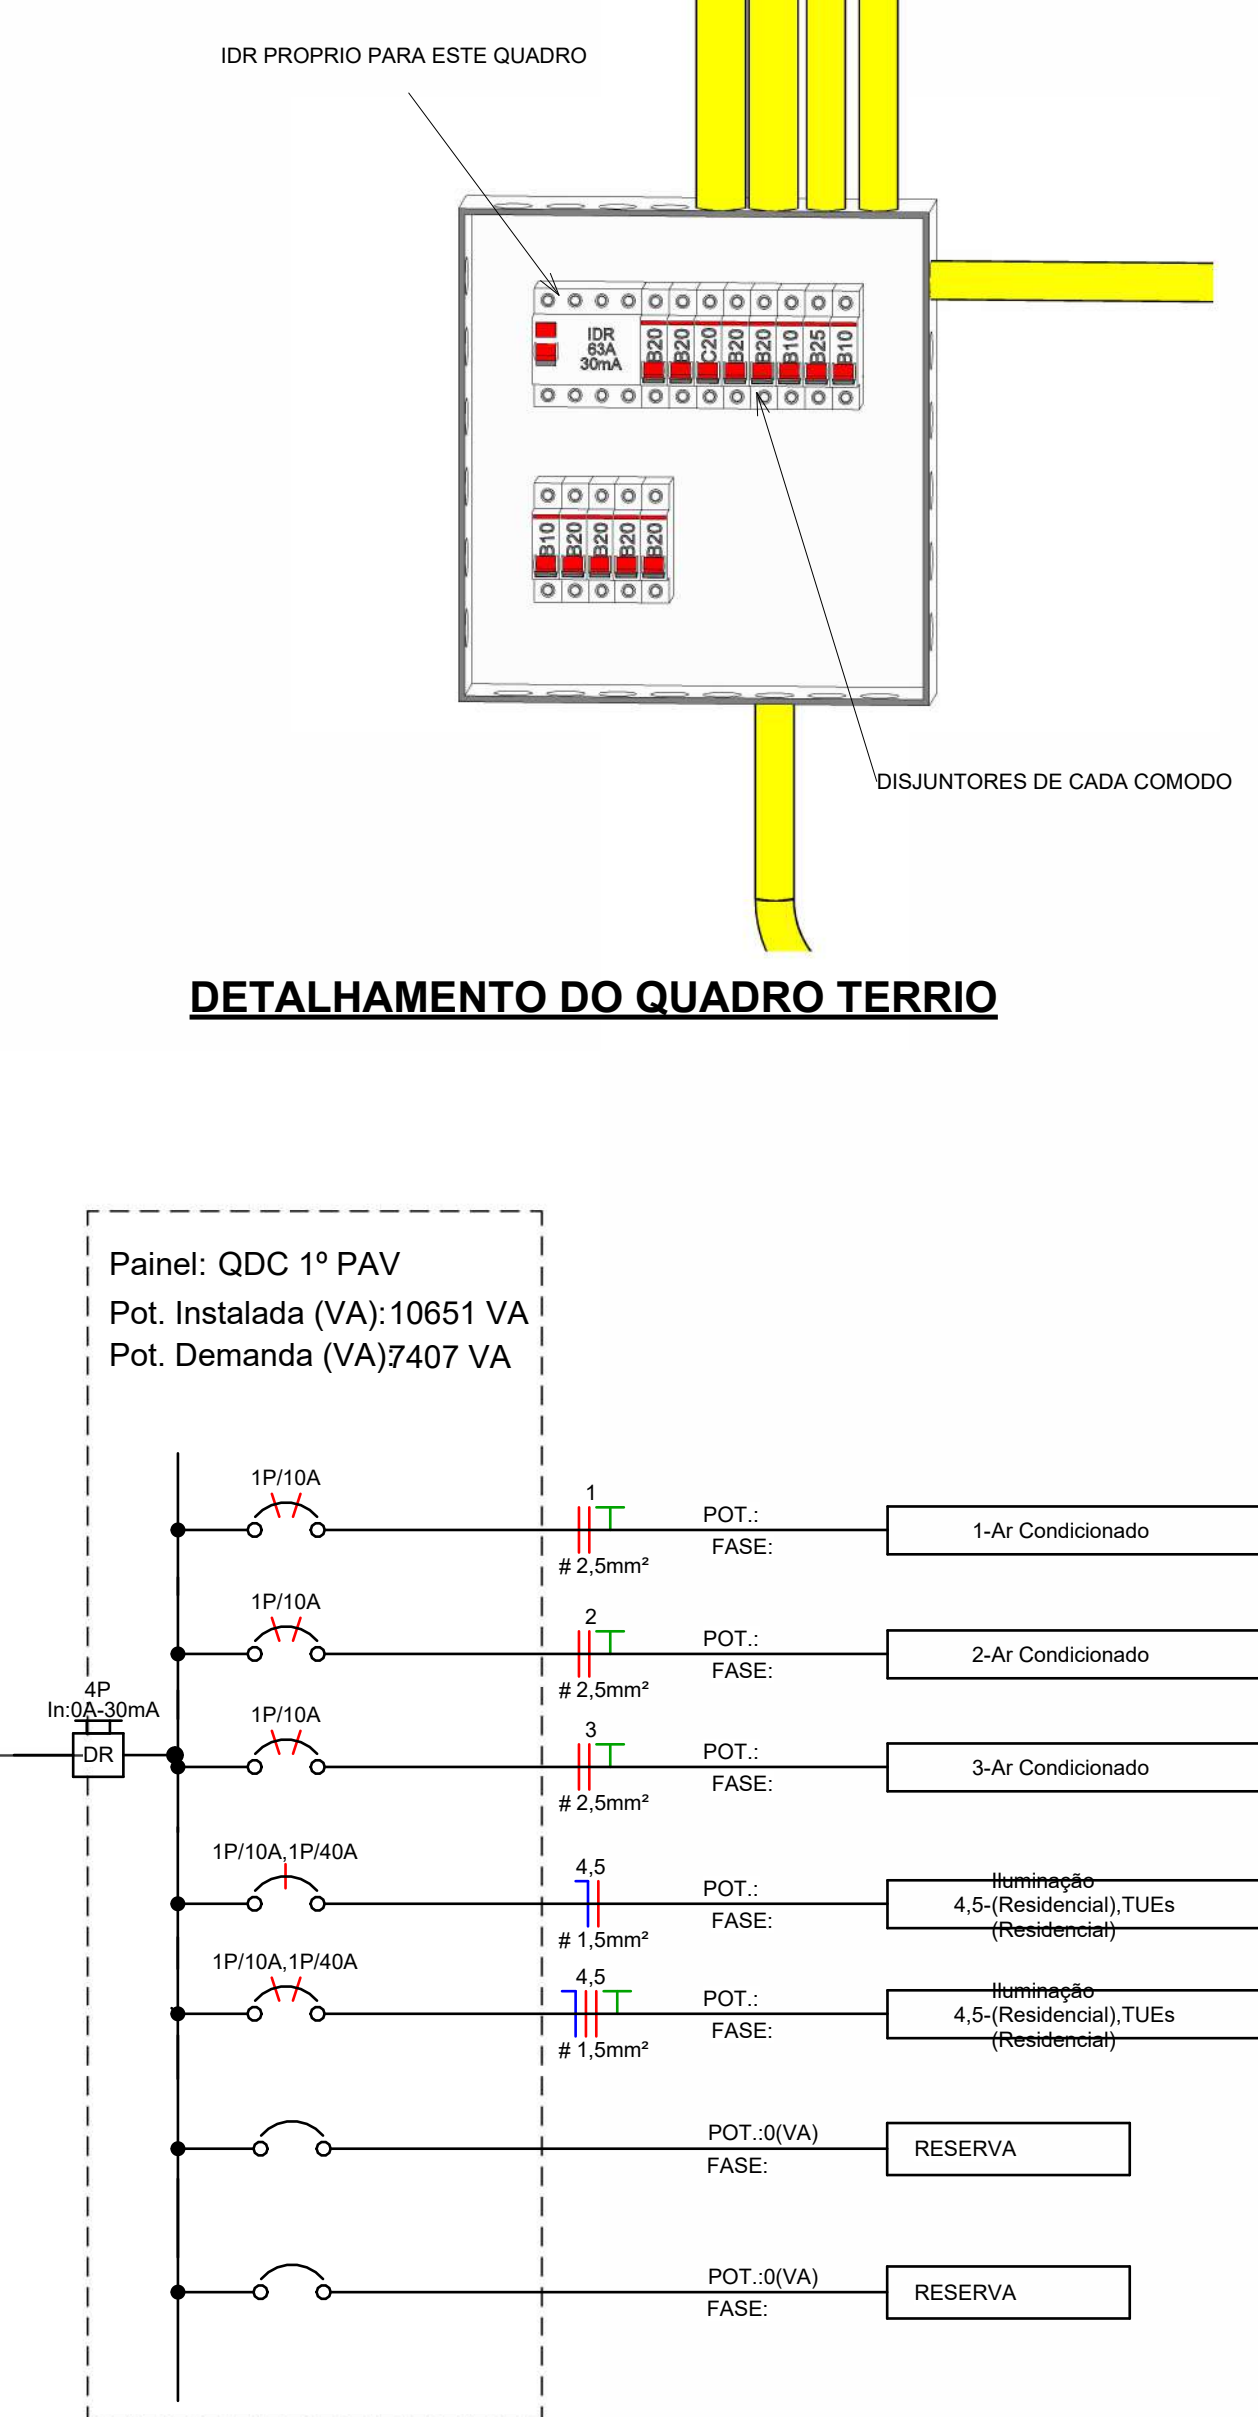 IDR PROPRIO PARA ESTE QUADRO
IDR
63A
30mA
B20
B20
C20
B20
B20
B10
B25
B10
B10
B20
B20
B20
B20
DISJUNTORES DE CADA COMODO
DETALHAMENTO DO QUADRO TERRIO
Painel: QDC 1º PAV
Pot. Instalada (VA):10651 VA
Pot. Demanda (VA):7407 VA
4P
In:0A-30mA
DR
1P/10A
1
# 2,5mm²
POT.:
FASE:
1-Ar Condicionado
1P/10A
2
# 2,5mm²
POT.:
FASE:
2-Ar Condicionado
1P/10A
3
# 2,5mm²
POT.:
FASE:
3-Ar Condicionado
1P/10A,1P/40A
4,5
# 1,5mm²
POT.:
FASE:
Iluminação
4,5-(Residencial),TUEs
(Residencial)
1P/10A,1P/40A
4,5
# 1,5mm²
POT.:
FASE:
Iluminação
4,5-(Residencial),TUEs
(Residencial)
POT.:0(VA)
FASE:
RESERVA
POT.:0(VA)
FASE:
RESERVA